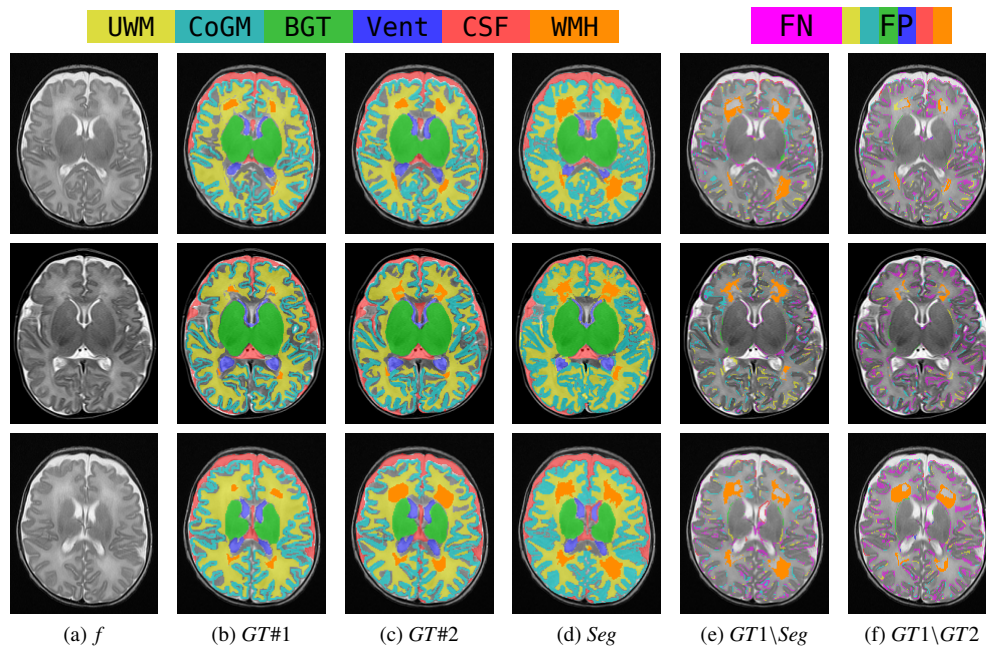 UWM CoGM BGT Vent CSF WMH FN FP
(a) f (b) GT#1 (c) GT#2 (d) Seg (e) GT1\Seg (f) GT1\GT2